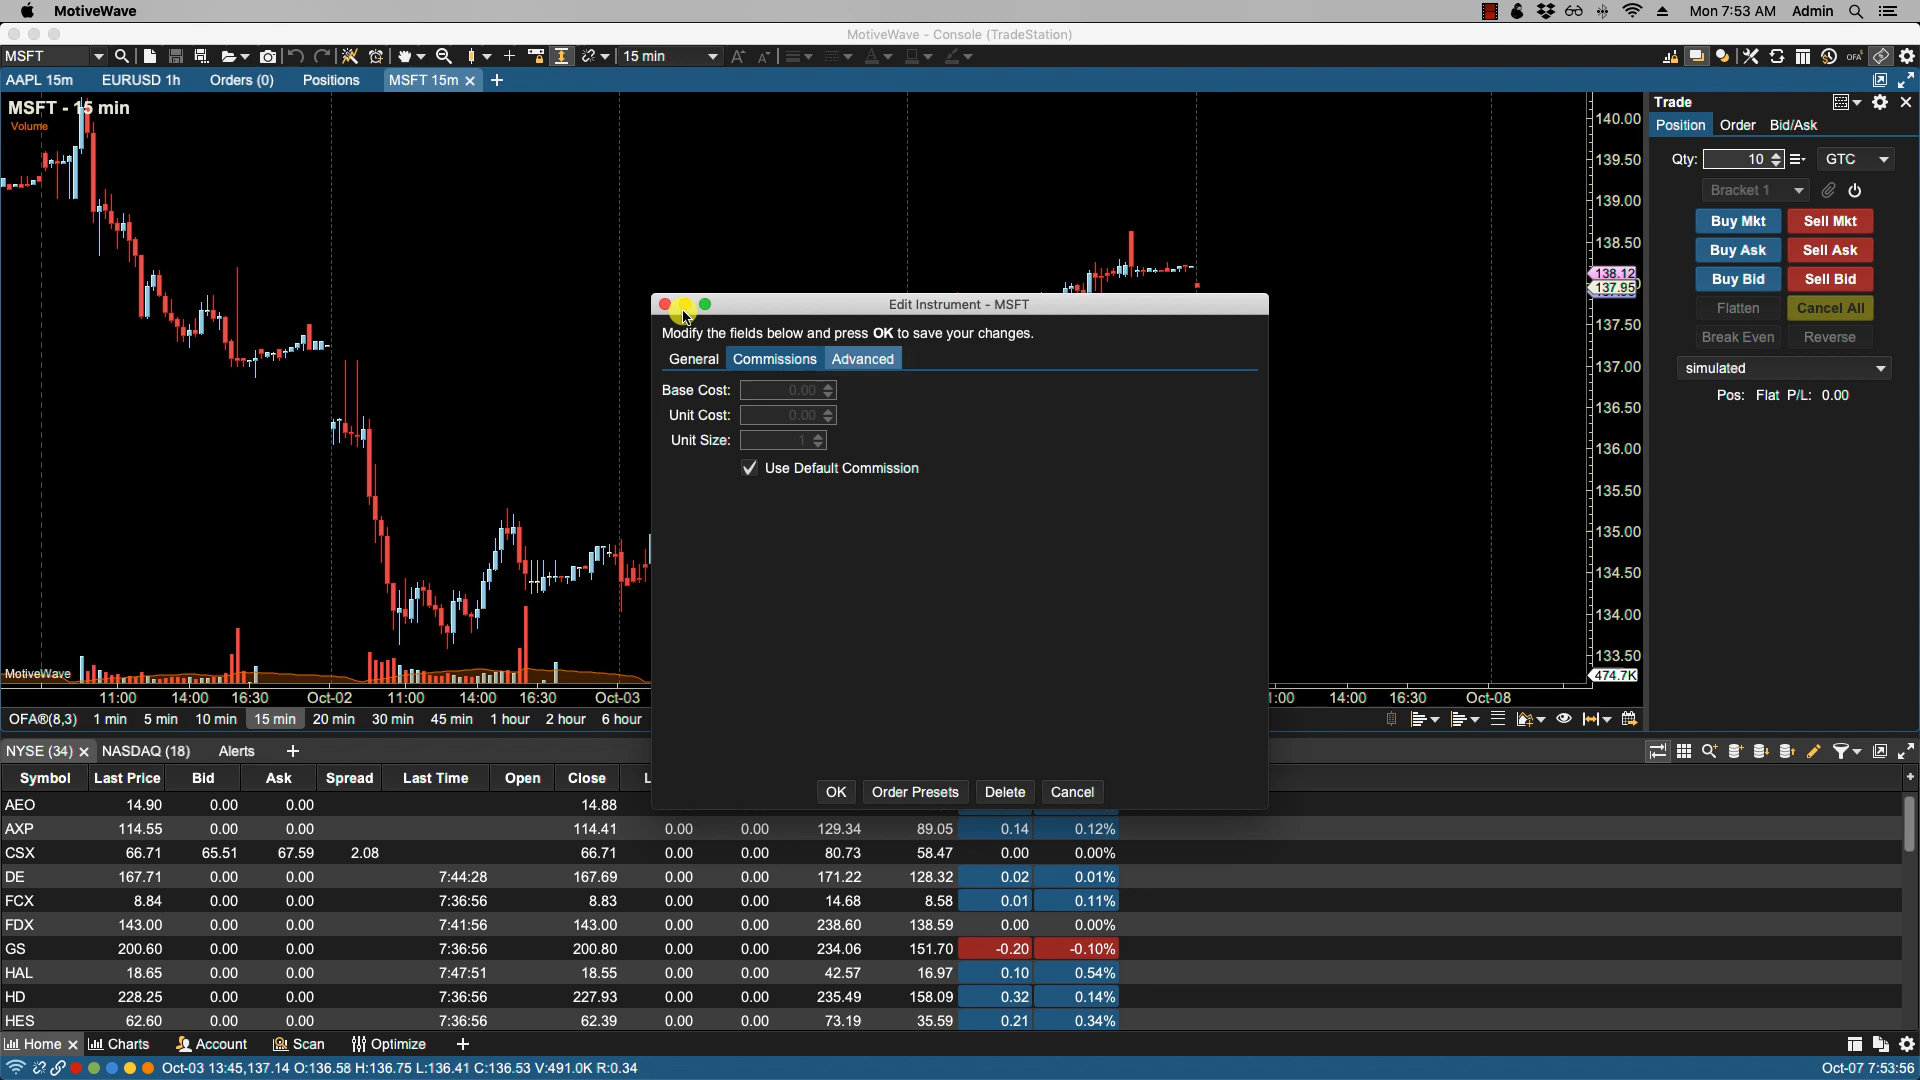 MotiveWave
Mon 7:53 AM Admin
MotiveWave - Console (TradeStation)
MSFT 15 min
AAPL 15m EURUSD 1h Orders (0) Positions MSFT 15m
MSFT - 15 min
Volume
140.00
139.50
139.00
138.50
138.12
137.95
137.50
137.00
136.50
136.00
135.50
135.00
134.50
134.00
133.50
474.7K
Trade
Position Order Bid/Ask
Qty: 10 GTC
Bracket 1
Buy Mkt Sell Mkt
Buy Ask Sell Ask
Buy Bid Sell Bid
Flatten Cancel All
Break Even Reverse
simulated
Pos: Flat P/L: 0.00
Edit Instrument - MSFT
Modify the fields below and press OK to save your changes.
General Commissions Advanced
Base Cost: 0.00
Unit Cost: 0.00
Unit Size: 1
Use Default Commission
OK Order Presets Delete Cancel
MotiveWave
11:00 14:00 16:30 Oct-02 11:00 14:00 16:30 Oct-03 14:00 16:30 Oct-08
OFA®(8,3) 1 min 5 min 10 min 15 min 20 min 30 min 45 min 1 hour 2 hour 6 hour
NYSE (34) NASDAQ (18) Alerts
Symbol Last Price Bid Ask Spread Last Time Open Close
AEO 14.90 0.00 0.00 14.88
AXP 114.55 0.00 0.00 114.41 0.00 0.00 129.34 89.05 0.14 0.12%
CSX 66.71 65.51 67.59 2.08 66.71 0.00 0.00 80.73 58.47 0.00 0.00%
DE 167.71 0.00 0.00 7:44:28 167.69 0.00 0.00 171.22 128.32 0.02 0.01%
FCX 8.84 0.00 0.00 7:36:56 8.83 0.00 0.00 14.68 8.58 0.01 0.11%
FDX 143.00 0.00 0.00 7:41:56 143.00 0.00 0.00 238.60 138.59 0.00 0.00%
GS 200.60 0.00 0.00 7:36:56 200.80 0.00 0.00 234.06 151.70 -0.20 -0.10%
HAL 18.65 0.00 0.00 7:47:51 18.55 0.00 0.00 42.57 16.97 0.10 0.54%
HD 228.25 0.00 0.00 7:36:56 227.93 0.00 0.00 235.49 158.09 0.32 0.14%
HES 62.60 0.00 0.00 7:36:56 62.39 0.00 0.00 73.19 35.59 0.21 0.34%
Home Charts Account Scan Optimize
Oct-03 13:45,137.14 O:136.58 H:136.75 L:136.41 C:136.53 V:491.0K R:0.34 Oct-07 7:53:56